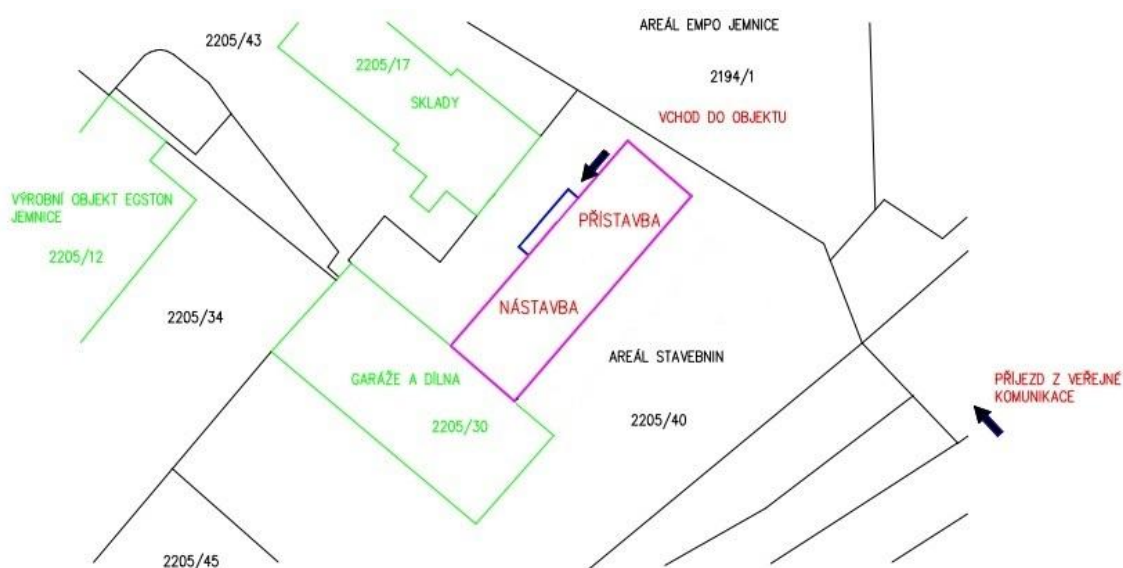 AREÁL EMPO JEMNICE
2205/43
2205/17
2194/1
SKLADY
VCHOD DO OBJEKTU
VÝROBNÍ OBJEKT EGSTON
JEMNICE
PŘÍSTAVBA
2205/12
NÁSTAVBA
2205/34
AREÁL STAVEBNIN
GARÁŽE A DÍLNA
PŘÍJEZD Z VEŘEJNÉ
KOMUNIKACE
2205/30
2205/40
2205/45